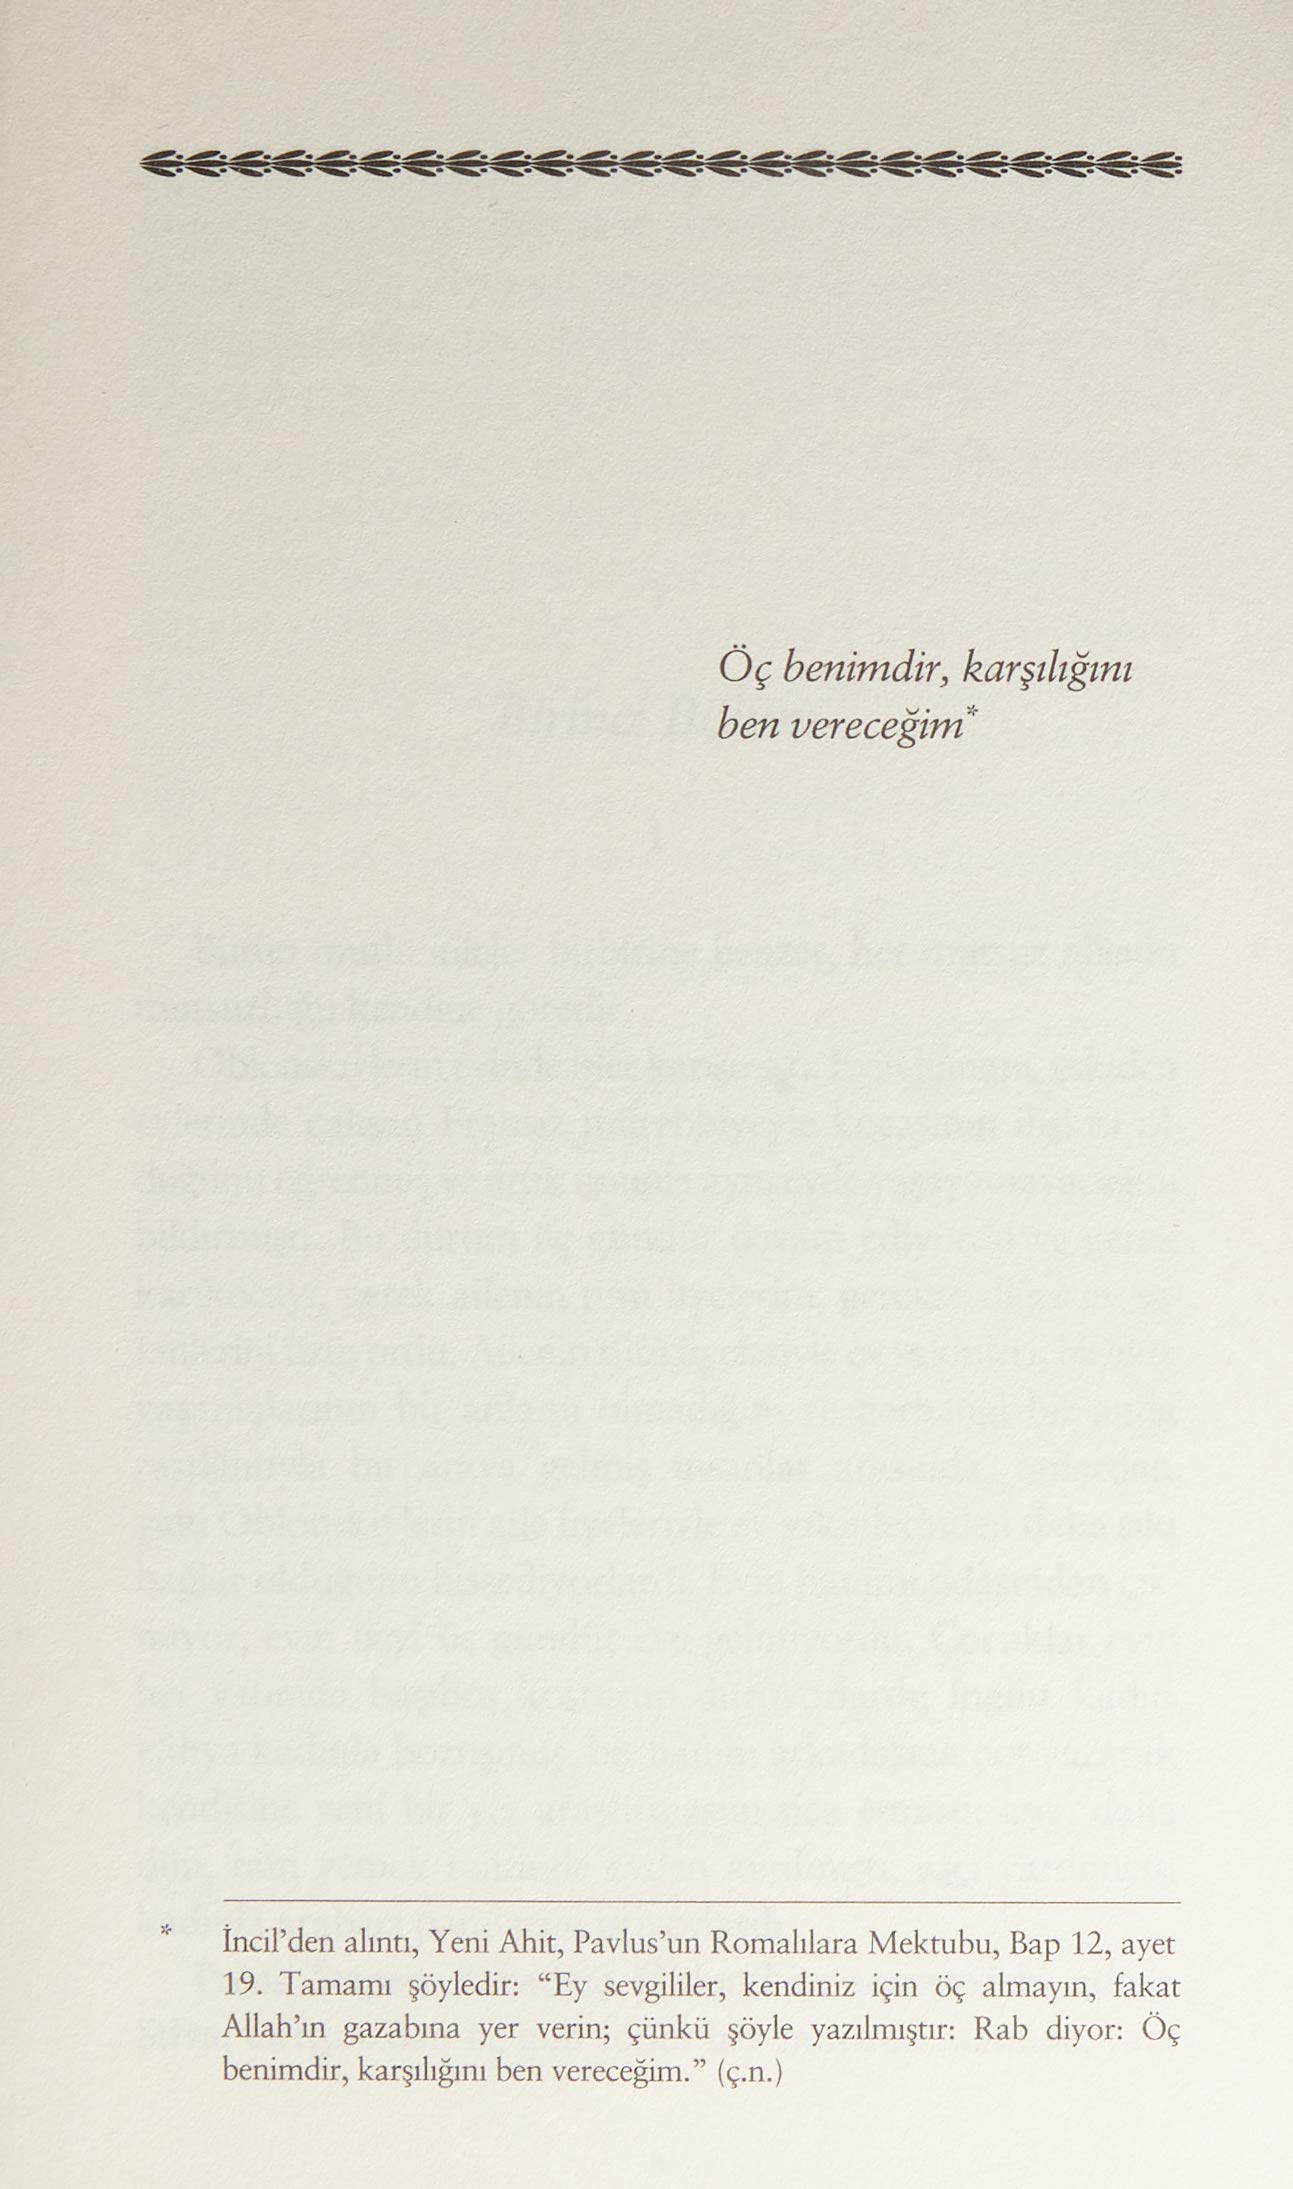 Öç benimdir, karşılığını
ben vereceğim*
* İncil’den alıntı, Yeni Ahit, Pavlus’un Romalılara Mektubu, Bap 12, ayet
19. Tamamı şöyledir: “Ey sevgililer, kendiniz için öç almayın, fakat
Allah’ın gazabına yer verin; çünkü şöyle yazılmıştır: Rab diyor: Öç
benimdir, karşılığını ben vereceğim.” (ç.n.)